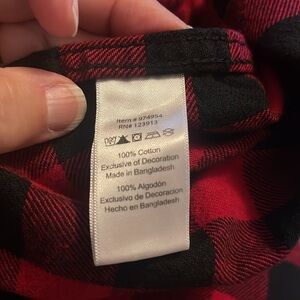 Item # 974954
RN# 123913
100% Cotton
Exclusive of Decoration
Made in Bangladesh
100% Algodón
Exclusivo de Decoración
Hecho en Bangladesh